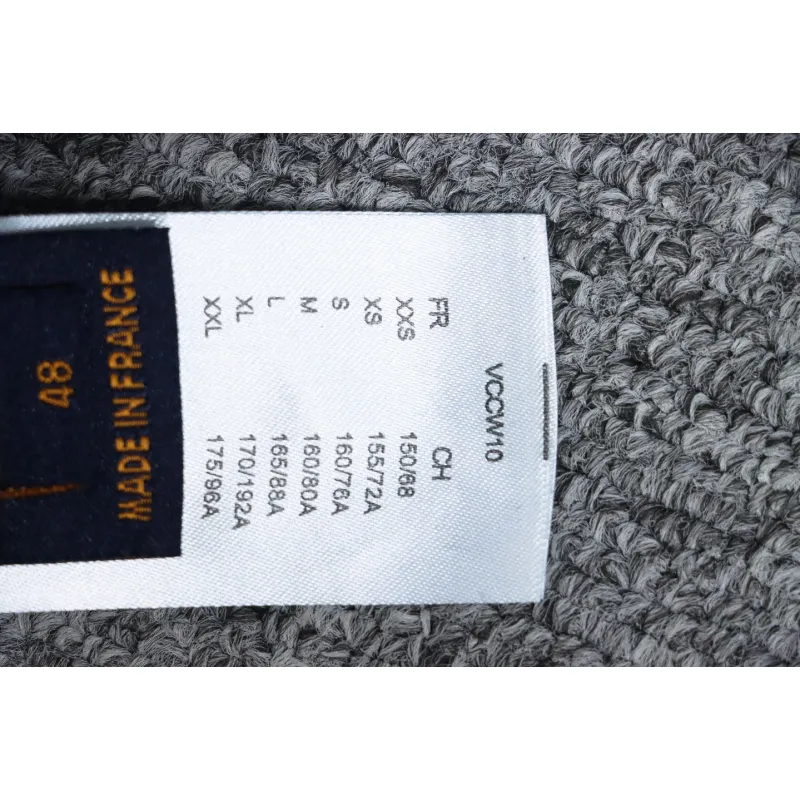 VCCW10
FR CH
XXS 150/68
XS 155/72A
S 160/76A
M 160/80A
L 165/88A
XL 170/192A
XXL 175/96A
48
MADE IN FRANCE